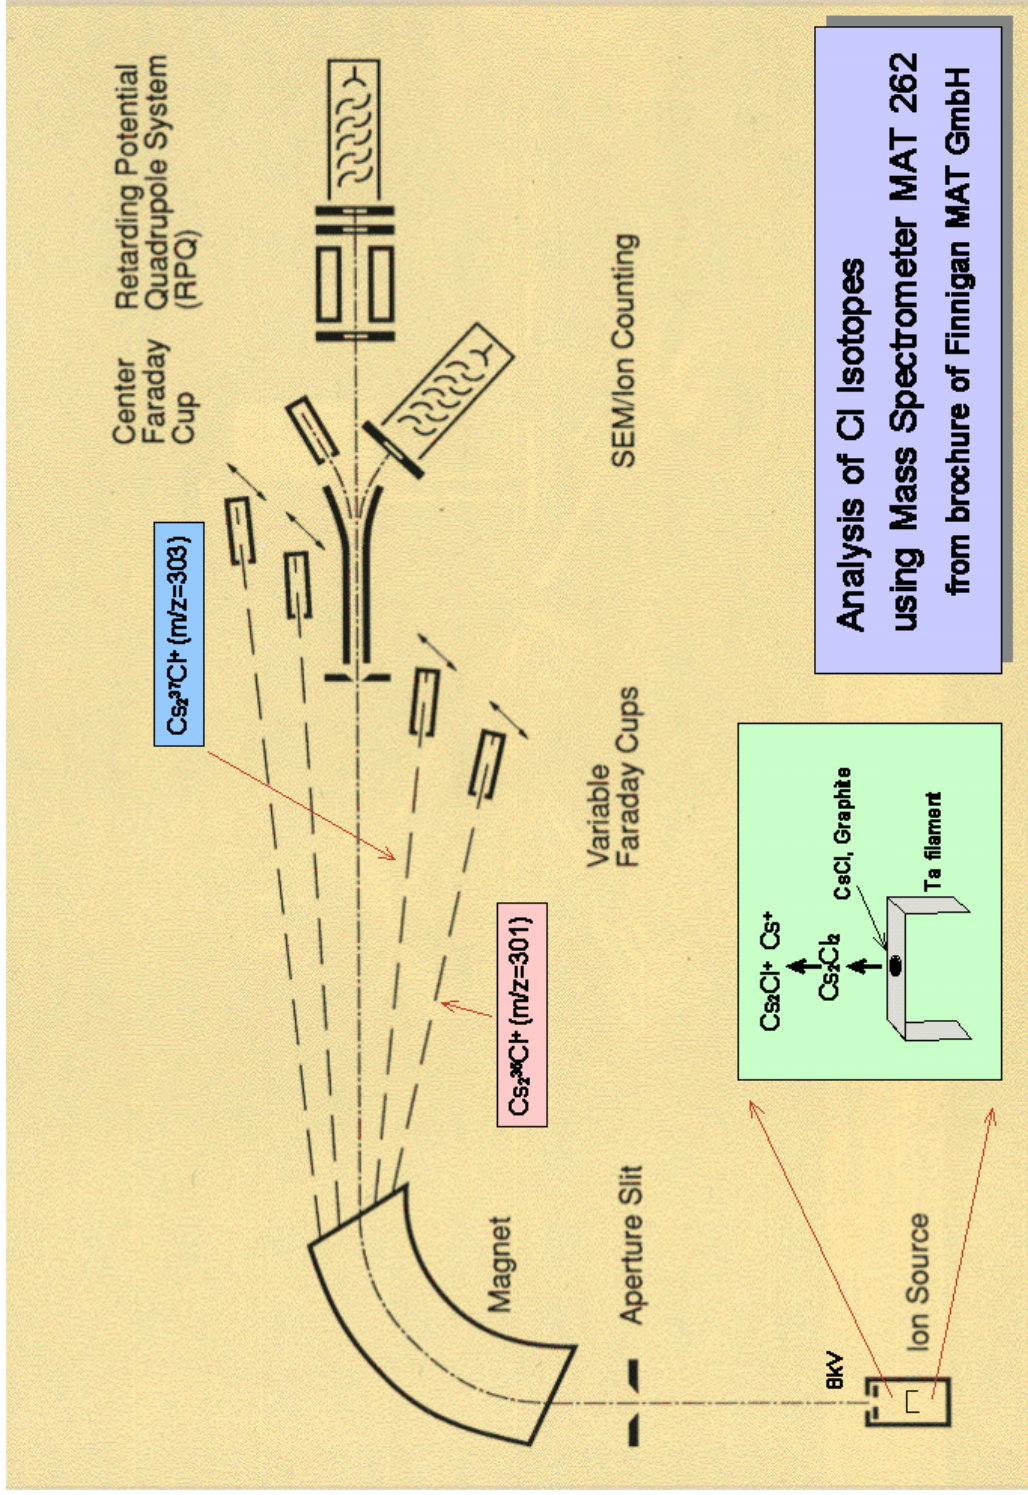 Center
Faraday
Cup
Retarding Potential
Quadrupole System
(RPQ)
Cs₂³⁷Cl⁺ (m/z=303)
SEM/Ion Counting
Variable
Faraday Cups
Cs₂³⁵Cl⁺ (m/z=301)
Magnet
Aperture Slit
8KV
Ion Source
Cs₂Cl⁺ Cs⁺
Cs₂Cl₂
CsCl, Graphite
Ta filament
Analysis of Cl Isotopes
using Mass Spectrometer MAT 262
from brochure of Finnigan MAT GmbH